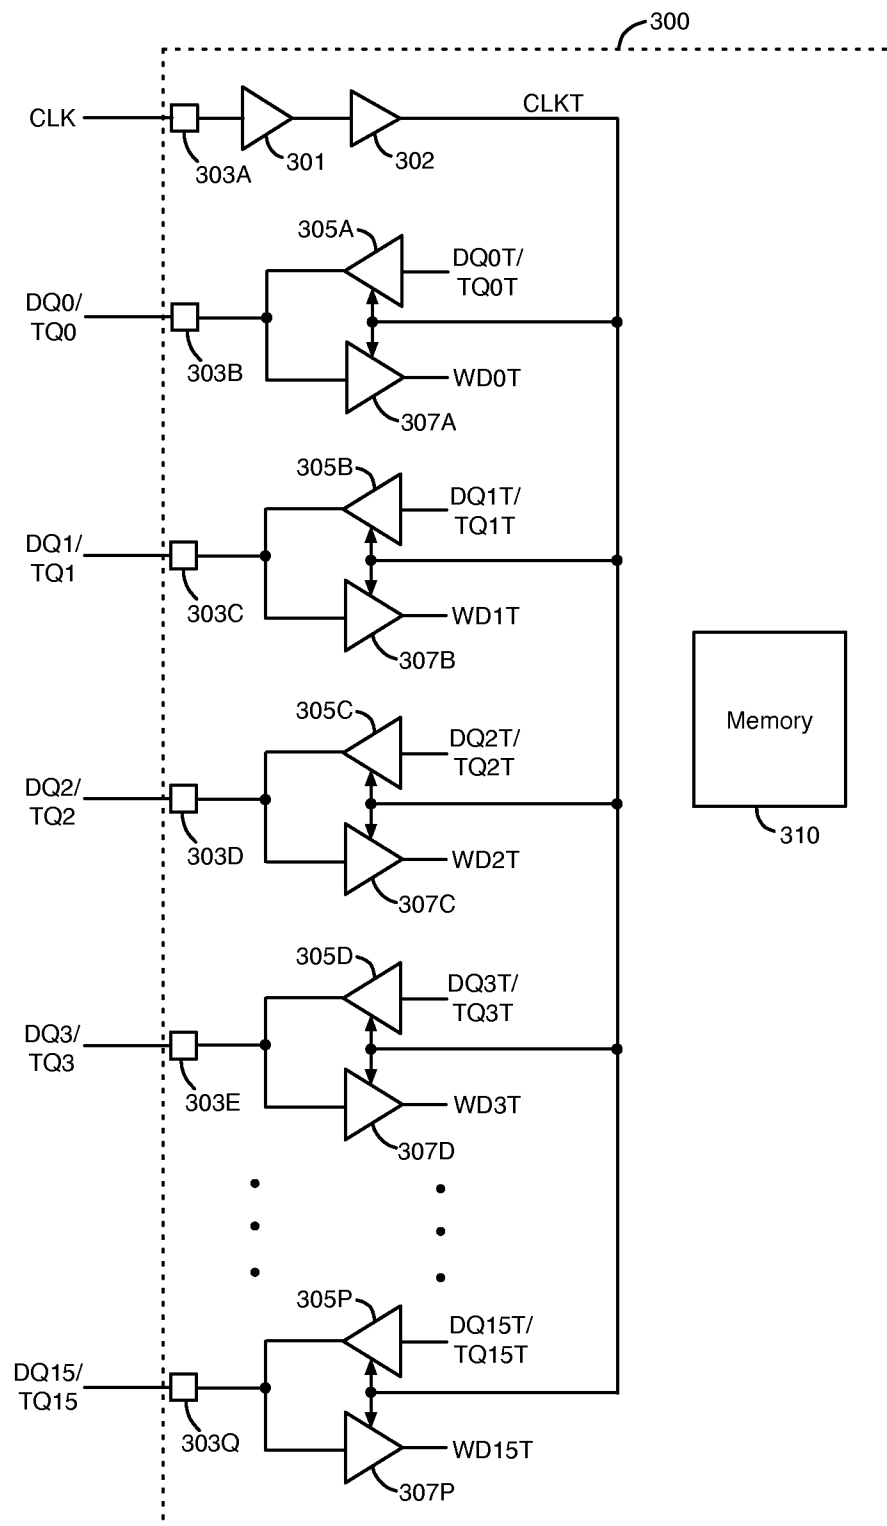 300
CLK
CLKT
303A
301
302
305A
DQ0T/
TQ0T
DQ0/
TQ0
303B
WD0T
307A
305B
DQ1T/
TQ1T
DQ1/
TQ1
303C
WD1T
307B
305C
DQ2T/
TQ2T
Memory
DQ2/
TQ2
310
303D
WD2T
307C
305D
DQ3T/
TQ3T
DQ3/
TQ3
303E
WD3T
307D
305P
DQ15T/
TQ15T
DQ15/
TQ15
303Q
WD15T
307P